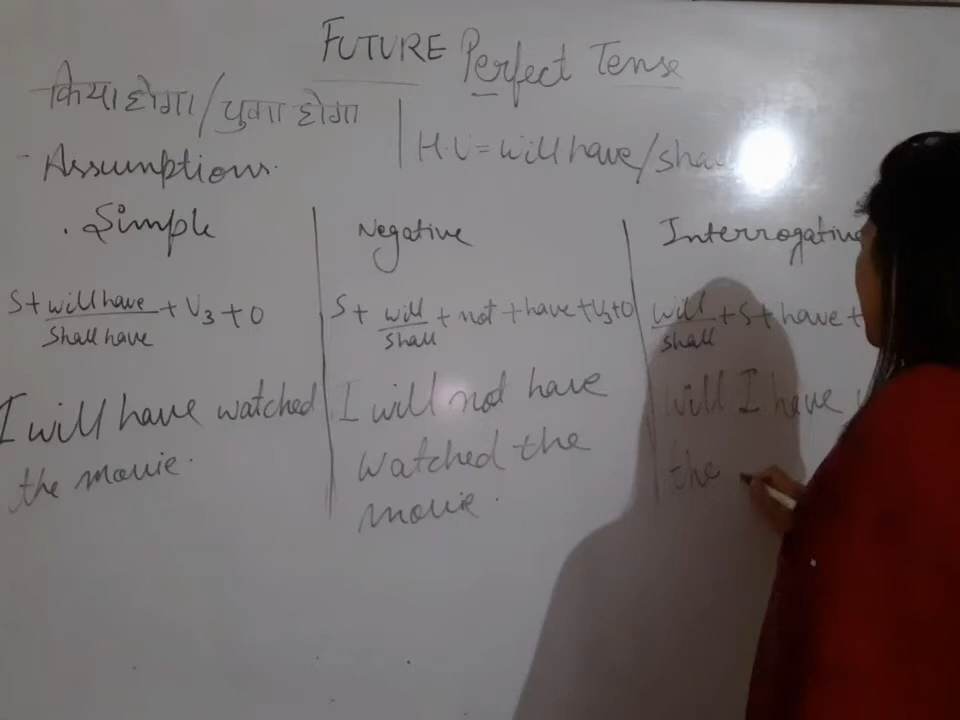 FUTURE Perfect Tense
किया होगा / चुका होगा
H.V = will have / sha
- Assumptions.
. Simple
Negative
Interrogative
S + will have / shall have + V3 + O
S + will / shall + not + have + V3 + O
will / shall + S + have +
I will have watched
the movie.
I will not have
watched the
movie.
will I have
the